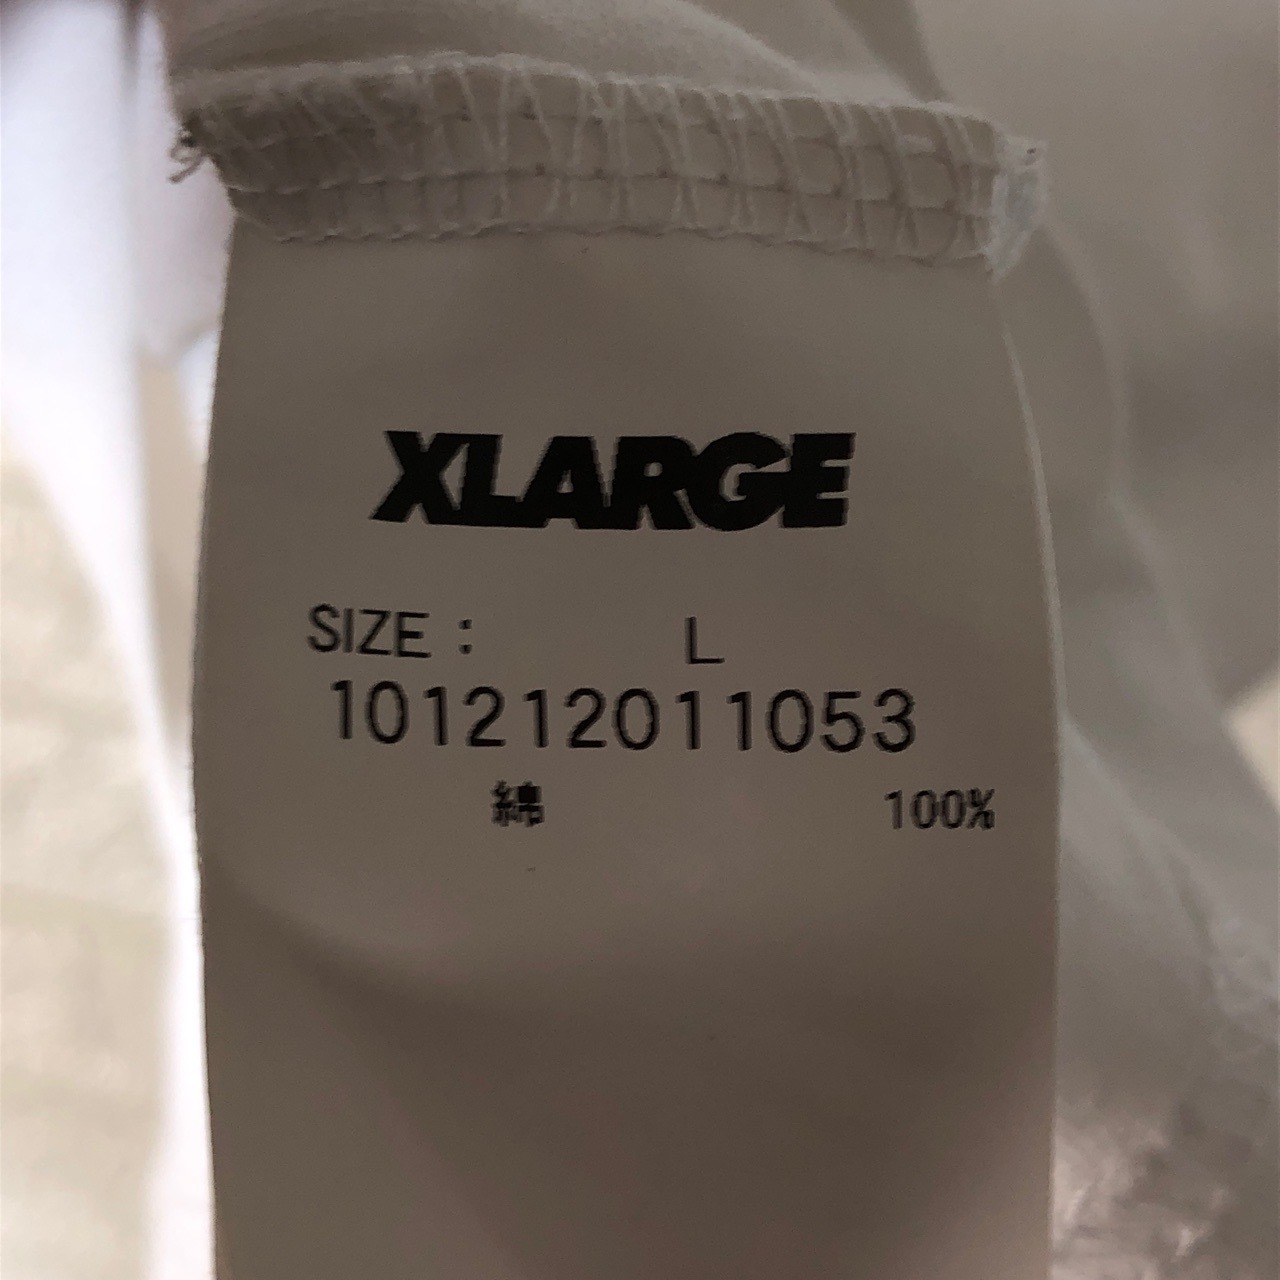 XLARGE
SIZE: L
101212011053
綿 100%